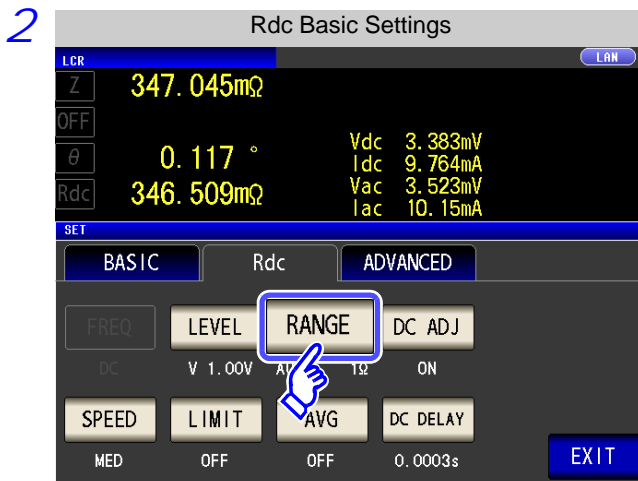 2
Rdc Basic Settings
LCR
LAN
Z 347.045mΩ
OFF
θ 0.117 °
Rdc 346.509mΩ
Vdc 3.383mV
Idc 9.764mA
Vac 3.523mV
Iac 10.15mA
SET
BASIC Rdc ADVANCED
FREQ LEVEL RANGE DC ADJ
DC V 1.00V 1Ω ON
SPEED LIMIT AVG DC DELAY
MED OFF OFF 0.0003s
EXIT